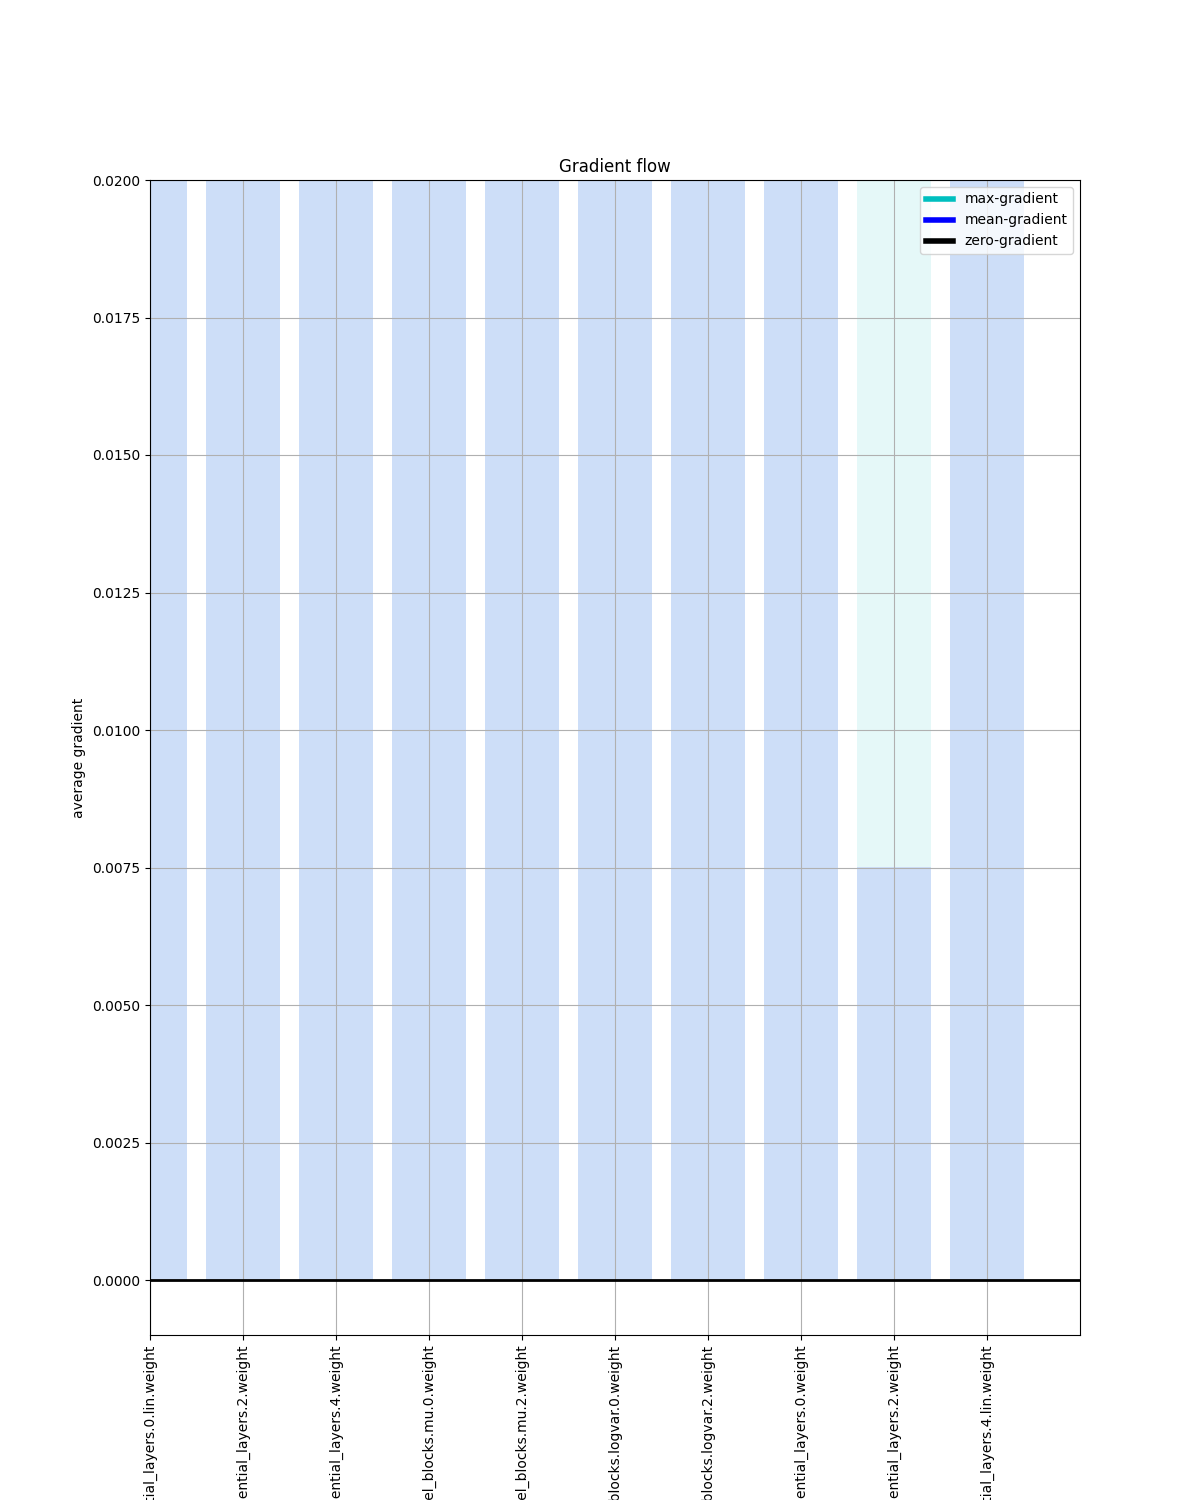 Gradient flow
max-gradient
mean-gradient
zero-gradient
average gradient
0.0200
0.0175
0.0150
0.0125
0.0100
0.0075
0.0050
0.0025
0.0000
tial_layers.0.lin.weight
ential_layers.2.weight
ential_layers.4.weight
el_blocks.mu.0.weight
el_blocks.mu.2.weight
blocks.logvar.0.weight
blocks.logvar.2.weight
ential_layers.0.weight
ential_layers.2.weight
tial_layers.4.lin.weight